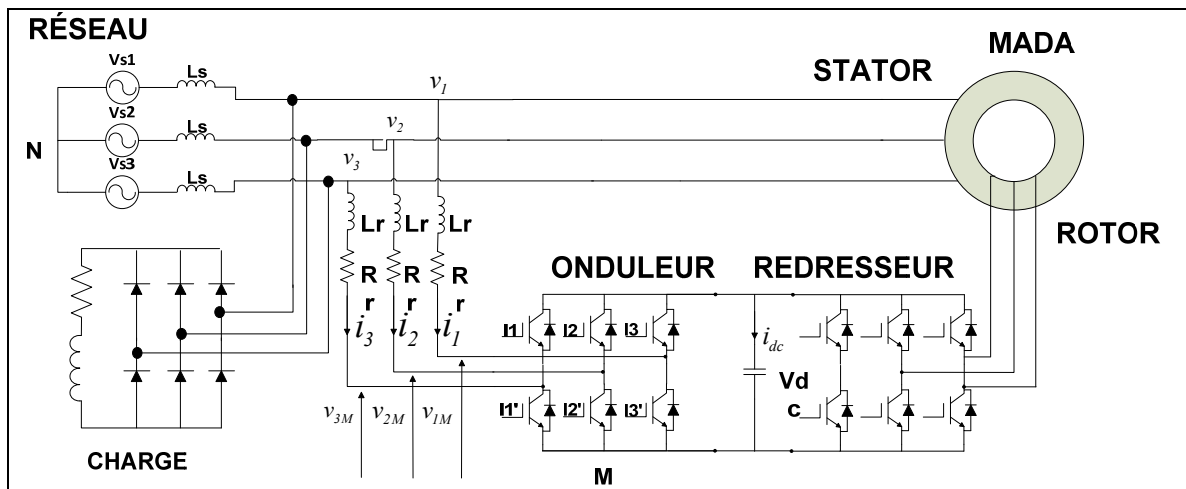 RÉSEAU
MADA
STATOR
Vs1
Ls
v1
Vs2
Ls
v2
N
Vs3
Ls
v3
Lr Lr Lr
ROTOR
R R R
r r r
ONDULEUR REDRESSEUR
i3 i2 i1
I1 I2 I3
idc
Vd
c
I1' I2' I3'
v3M v2M v1M
CHARGE
M